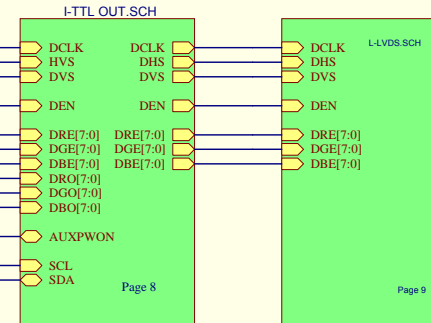 I-TTL OUT.SCH
DCLK DCLK DCLK L-LVDS.SCH
HVS DHS DHS
DVS DVS DVS
DEN DEN DEN
DRE[7:0] DRE[7:0] DRE[7:0]
DGE[7:0] DGE[7:0] DGE[7:0]
DBE[7:0] DBE[7:0] DBE[7:0]
DRO[7:0]
DGO[7:0]
DBO[7:0]
AUXPWON
SCL
SDA Page 8 Page 9